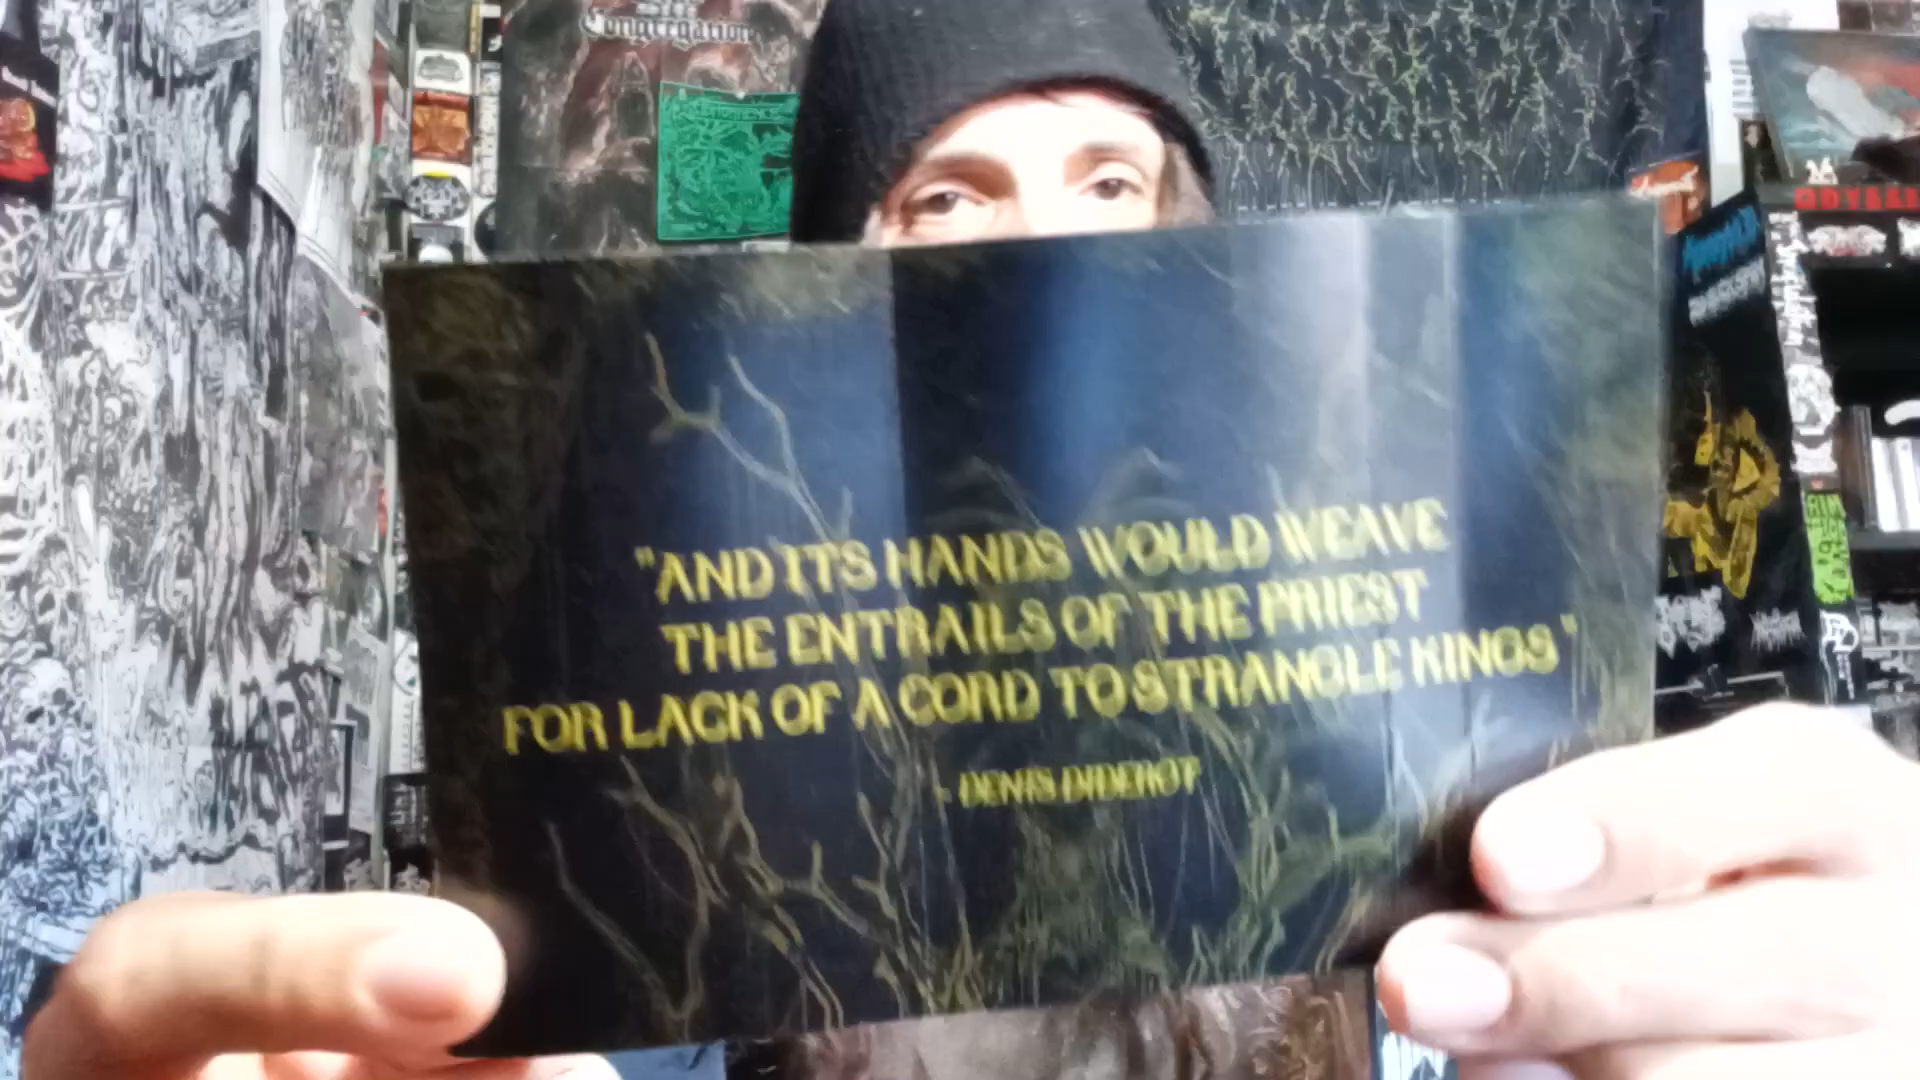 Congregation
"AND ITS HANDS WOULD WEAVE
THE ENTRAILS OF THE PRIEST
FOR LACK OF A CORD TO STRANGLE KINGS"
- DENIS DIDEROT